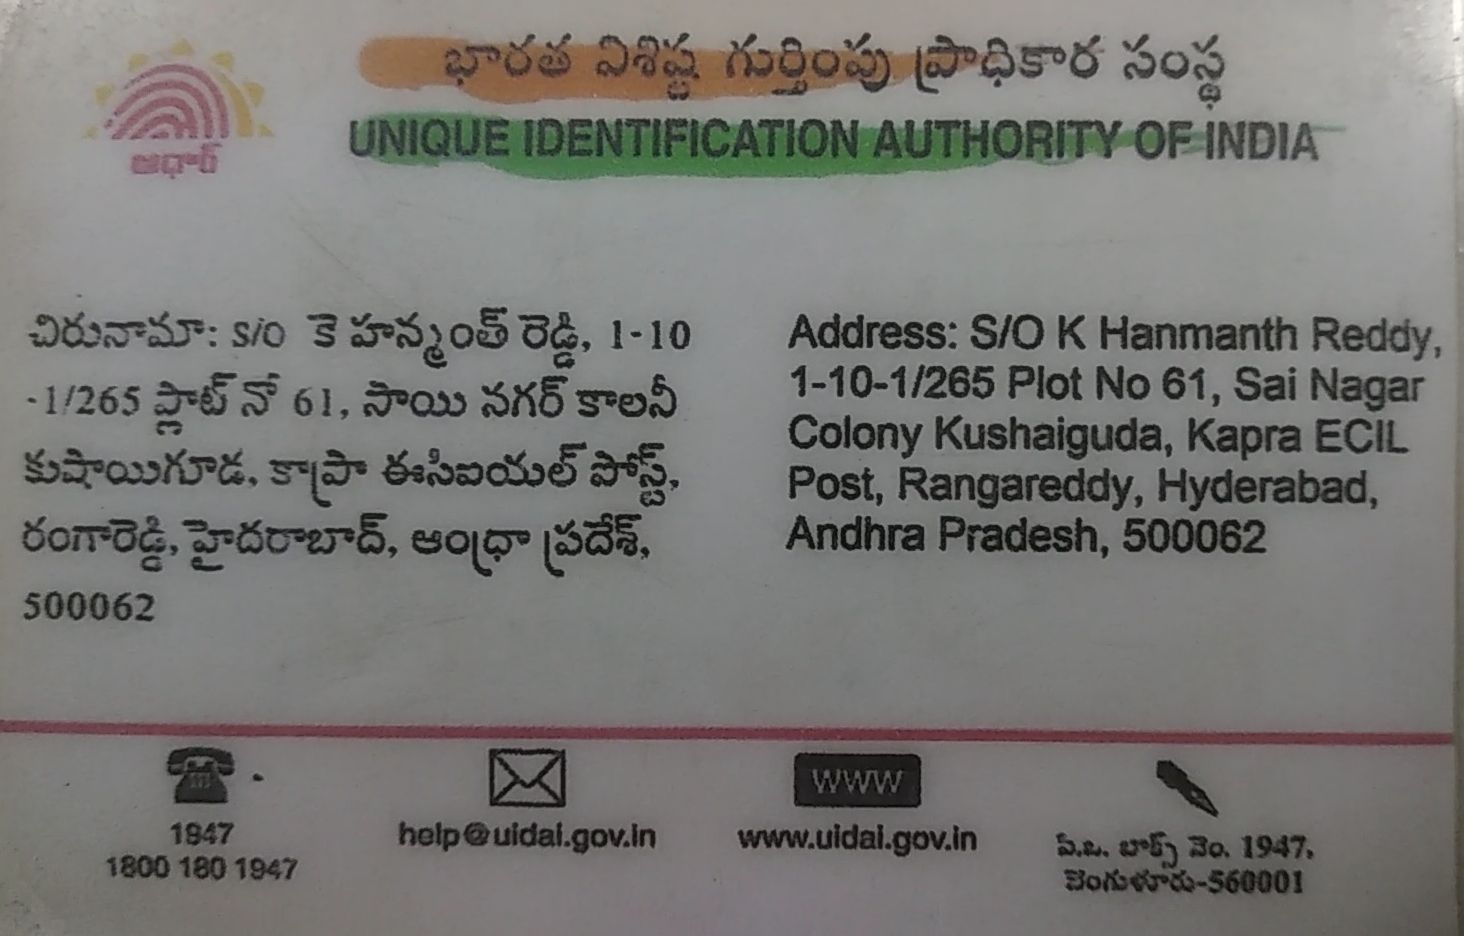 భారత విశిష్ట గుర్తింపు ప్రాధికార సంస్థ
UNIQUE IDENTIFICATION AUTHORITY OF INDIA
ఆధార్
చిరునామా: S/O కె హన్మంత్ రెడ్డి, 1-10
-1/265 ప్లాట్ నో 61, సాయి నగర్ కాలనీ
కుషాయిగూడ, కాప్రా ఈసిఐయల్ పోస్ట్,
రంగారెడ్డి, హైదరాబాద్, ఆంధ్రా ప్రదేశ్,
500062
Address: S/O K Hanmanth Reddy,
1-10-1/265 Plot No 61, Sai Nagar
Colony Kushaiguda, Kapra ECIL
Post, Rangareddy, Hyderabad,
Andhra Pradesh, 500062
1947
1800 180 1947
help@uidai.gov.in
WWW
www.uidai.gov.in
పి.ఒ. బాక్స్ నెం. 1947,
బెంగుళూరు-560001